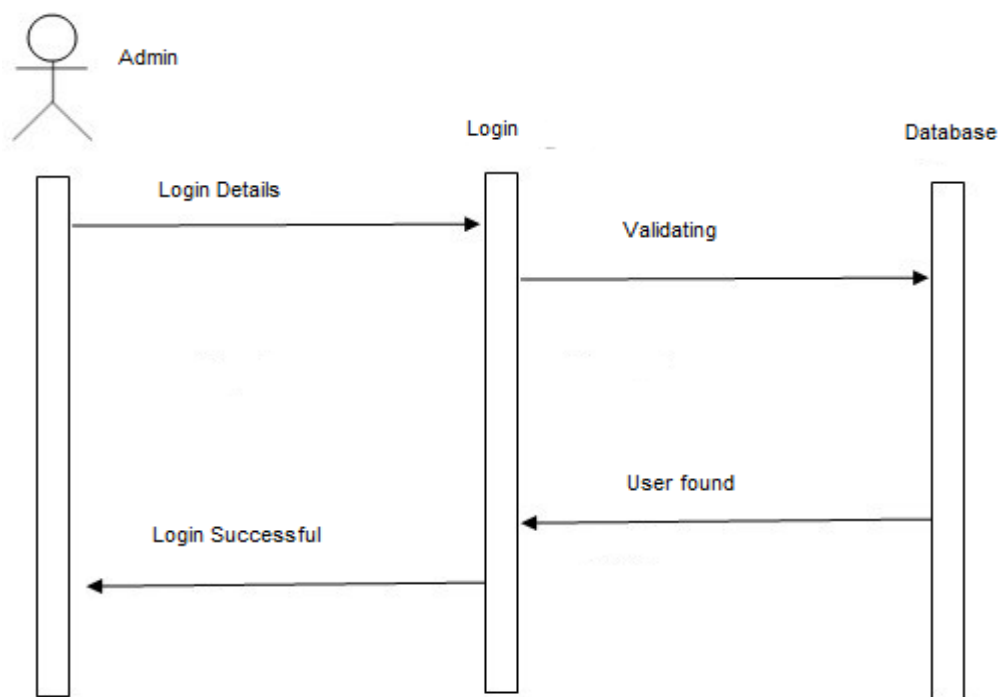 Admin
Login
Database
Login Details
Validating
User found
Login Successful